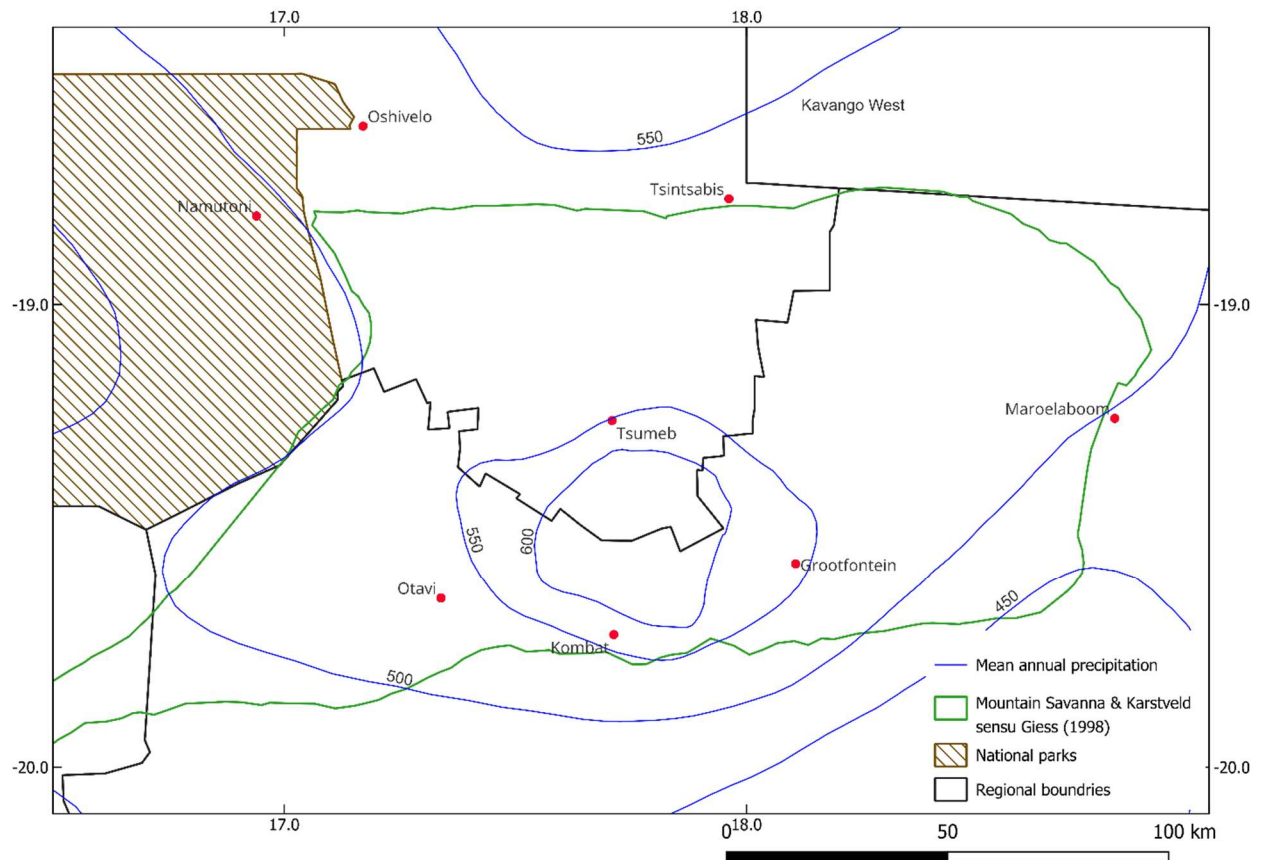 17.0
18.0
Kavango West
Oshivelo
550
Tsintsabis
Namutoni
-19.0
-19.0
Maroelaboom
Tsumeb
550
600
Grootfontein
Otavi
450
Kombat
500
Mean annual precipitation
Mountain Savanna & Karstveld
sensu Giess (1998)
National parks
Regional boundries
-20.0
-20.0
17.0
18.0
0
50
100 km